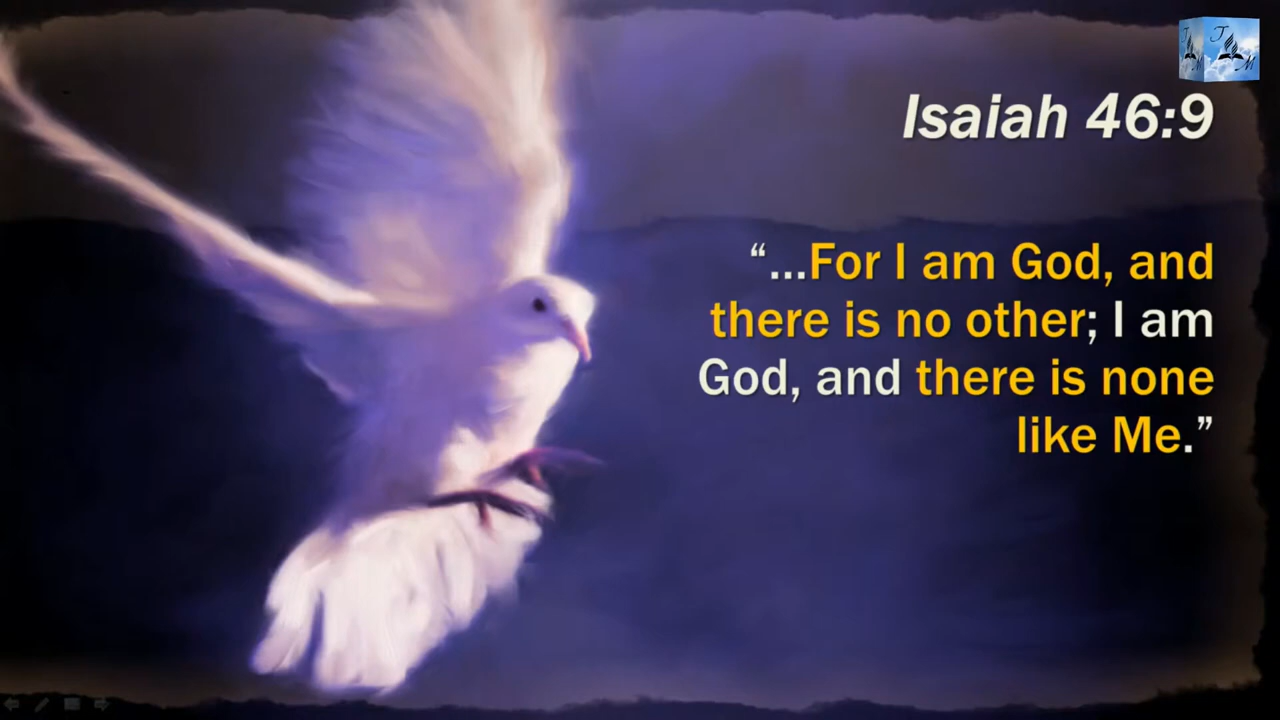 Isaiah 46:9
“...For I am God, and
there is no other; I am
God, and there is none
like Me.”